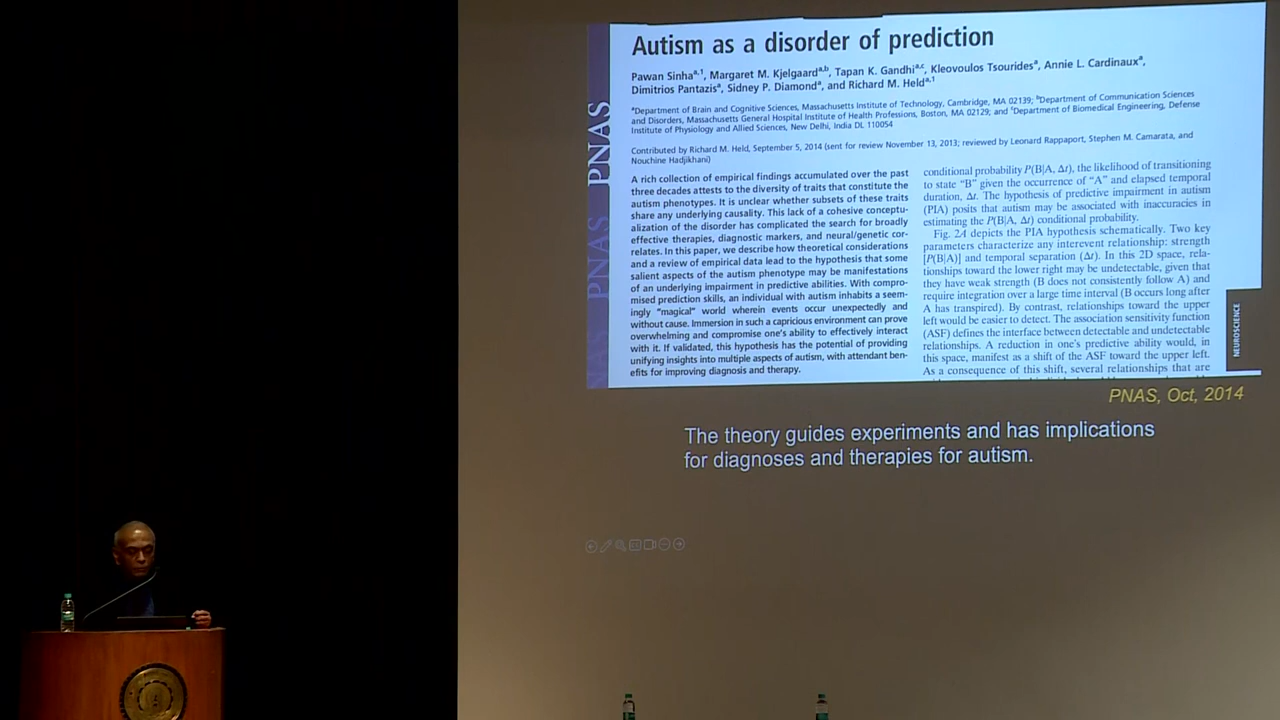 Autism as a disorder of prediction
Pawan Sinhaa,1, Margaret M. Kjelgaarda,b, Tapan K. Gandhia,c, Kleovoulos Tsouridesa, Annie L. Cardinauxa,
Dimitrios Pantazisa, Sidney P. Diamonda, and Richard M. Helda,1
aDepartment of Brain and Cognitive Sciences, Massachusetts Institute of Technology, Cambridge, MA 02139; bDepartment of Communication Sciences
and Disorders, Massachusetts General Hospital Institute of Health Professions, Boston, MA 02129; and cDepartment of Biomedical Engineering, Defense
Institute of Physiology and Allied Sciences, New Delhi, India DL 110054
Contributed by Richard M. Held, September 5, 2014 (sent for review November 13, 2013; reviewed by Leonard Rappaport, Stephen M. Camarata, and
Nouchine Hadjikhani)
A rich collection of empirical findings accumulated over the past
three decades attests to the diversity of traits that constitute the
autism phenotypes. It is unclear whether subsets of these traits
share any underlying causality. This lack of a cohesive conceptu-
alization of the disorder has complicated the search for broadly
effective therapies, diagnostic markers, and neural/genetic cor-
relates. In this paper, we describe how theoretical considerations
and a review of empirical data lead to the hypothesis that some
salient aspects of the autism phenotype may be manifestations
of an underlying impairment in predictive abilities. With compro-
mised prediction skills, an individual with autism inhabits a seem-
ingly "magical" world wherein events occur unexpectedly and
without cause. Immersion in such a capricious environment can prove
overwhelming and compromise one's ability to effectively interact
with it. If validated, this hypothesis has the potential of providing
unifying insights into multiple aspects of autism, with attendant ben-
efits for improving diagnosis and therapy.
conditional probability P(B|A, Δt), the likelihood of transitioning
to state "B" given the occurrence of "A" and elapsed temporal
duration, Δt. The hypothesis of predictive impairment in autism
(PIA) posits that autism may be associated with inaccuracies in
estimating the P(B|A, Δt) conditional probability.
Fig. 2A depicts the PIA hypothesis schematically. Two key
parameters characterize any interevent relationship: strength
[P(B|A)] and temporal separation (Δt). In this 2D space, rela-
tionships toward the lower right may be undetectable, given that
they have weak strength (B does not consistently follow A) and
require integration over a large time interval (B occurs long after
A has transpired). By contrast, relationships toward the upper
left would be easier to detect. The association sensitivity function
(ASF) defines the interface between detectable and undetectable
relationships. A reduction in one's predictive ability would, in
this space, manifest as a shift of the ASF toward the upper left.
As a consequence of this shift, several relationships that are
PNAS
PNAS
NEUROSCIENCE
PNAS, Oct, 2014
The theory guides experiments and has implications
for diagnoses and therapies for autism.